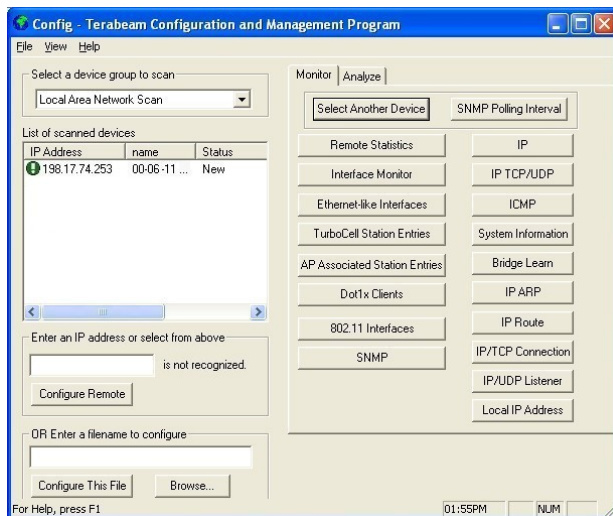 Config - Terabeam Configuration and Management Program
File View Help
Select a device group to scan
Local Area Network Scan
List of scanned devices
IP Address name Status
198.17.74.253 00-06-11 ... New
Enter an IP address or select from above
is not recognized.
Configure Remote
OR Enter a filename to configure
Configure This File Browse...
Monitor Analyze
Select Another Device SNMP Polling Interval
Remote Statistics IP
Interface Monitor IP TCP/UDP
Ethernet-like Interfaces ICMP
TurboCell Station Entries System Information
AP Associated Station Entries Bridge Learn
Dot1x Clients IP ARP
802.11 Interfaces IP Route
SNMP IP/TCP Connection
IP/UDP Listener
Local IP Address
For Help, press F1 01:55PM NUM